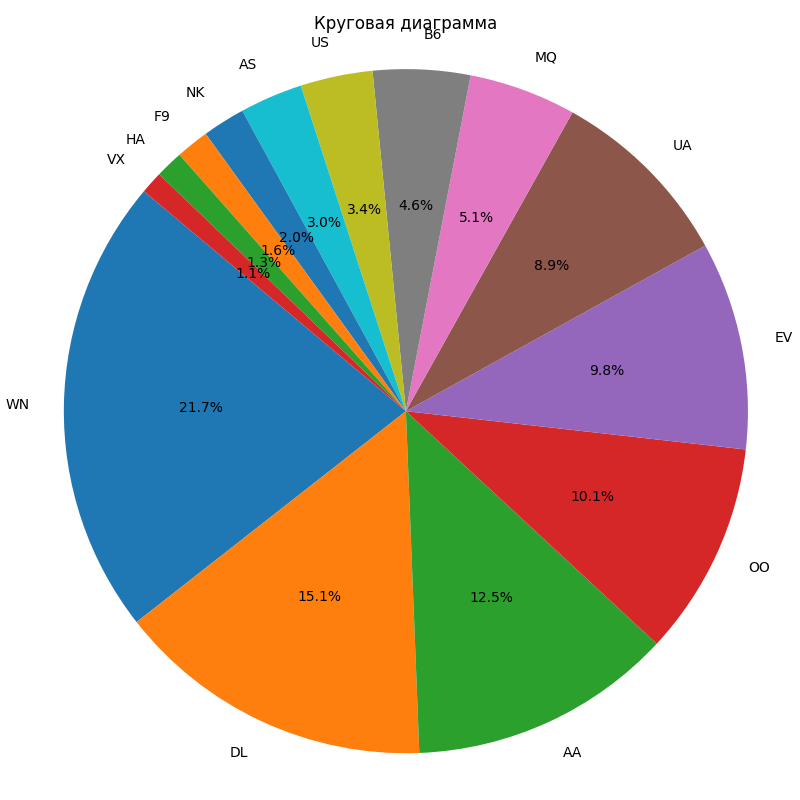 Круговая диаграмма
B6
US
MQ
AS
NK
F9
HA
VX
UA
EV
WN
OO
DL
AA
4.6%
3.4%
5.1%
3.0%
2.0%
1.6%
1.3%
1.1%
8.9%
9.8%
21.7%
10.1%
15.1%
12.5%